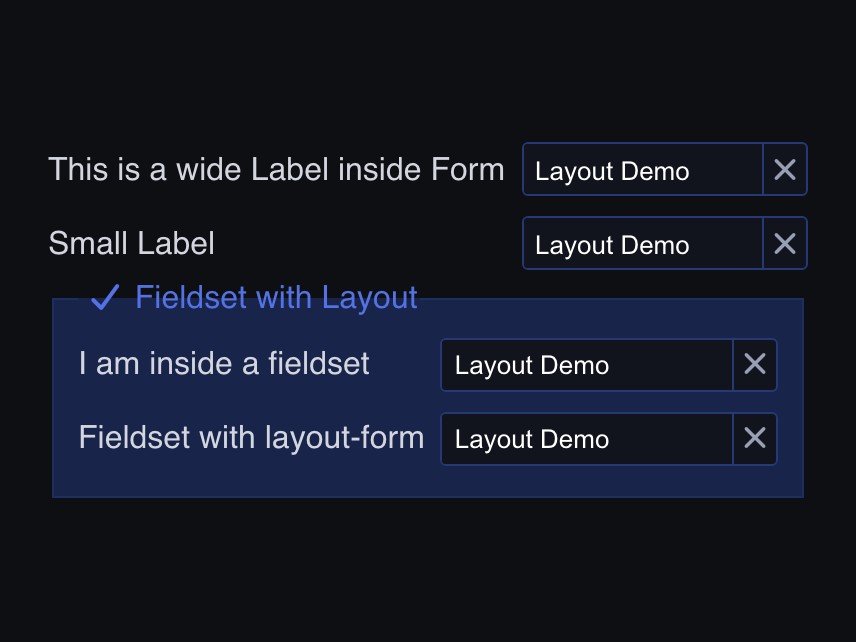 This is a wide Label inside Form Layout Demo
Small Label Layout Demo
Fieldset with Layout
I am inside a fieldset Layout Demo
Fieldset with layout-form Layout Demo